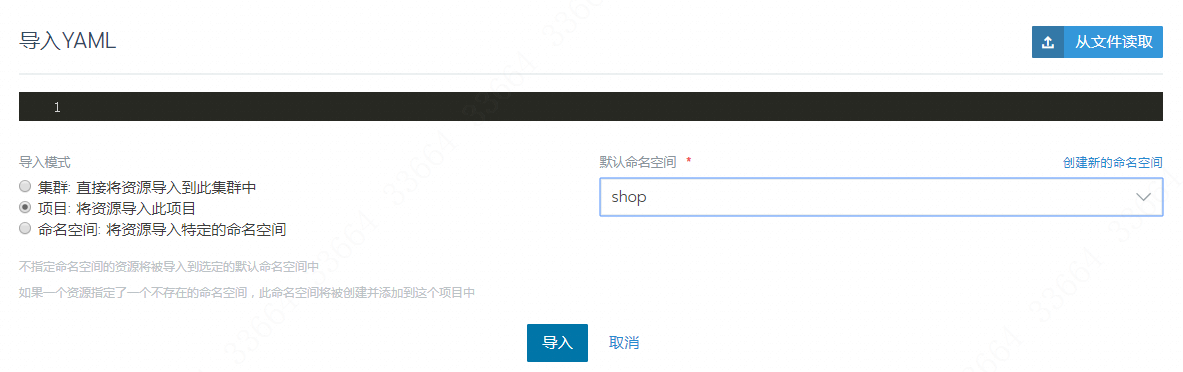 导入YAML
从文件读取
1
导入模式
集群: 直接将资源导入到此集群中
项目: 将资源导入此项目
命名空间: 将资源导入特定的命名空间
默认命名空间 *
创建新的命名空间
shop
不指定命名空间的资源将被导入到选定的默认命名空间中
如果一个资源指定了一个不存在的命名空间，此命名空间将被创建并添加到这个项目中
导入
取消
33664 33664 33664
33664 33664 33664